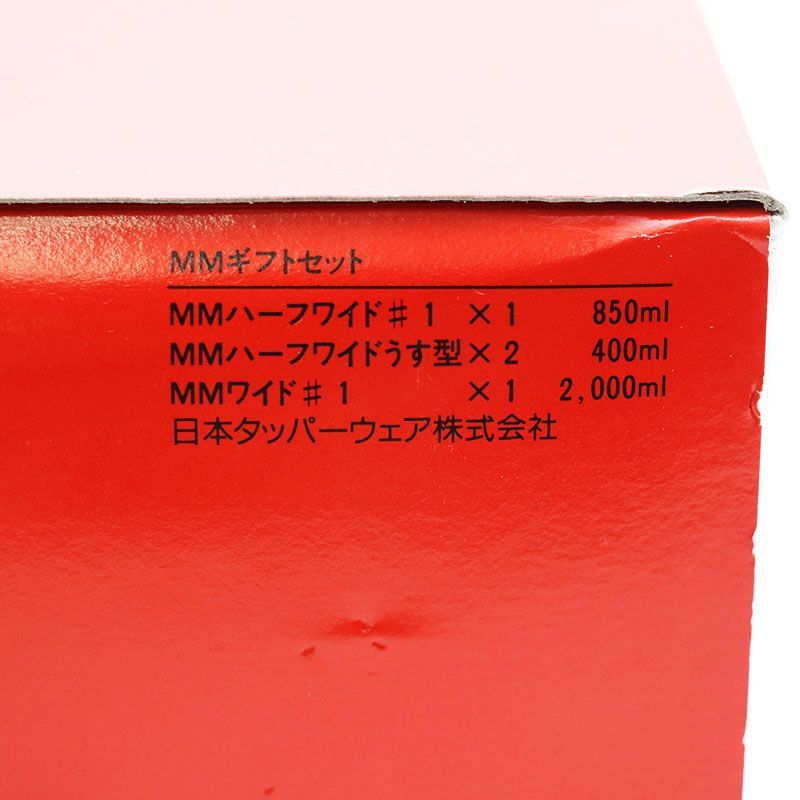 MMギフトセット
MMハーフワイド♯1 ×1 850ml
MMハーフワイドうす型×2 400ml
MMワイド♯1 ×1 2,000ml
日本タッパーウェア株式会社